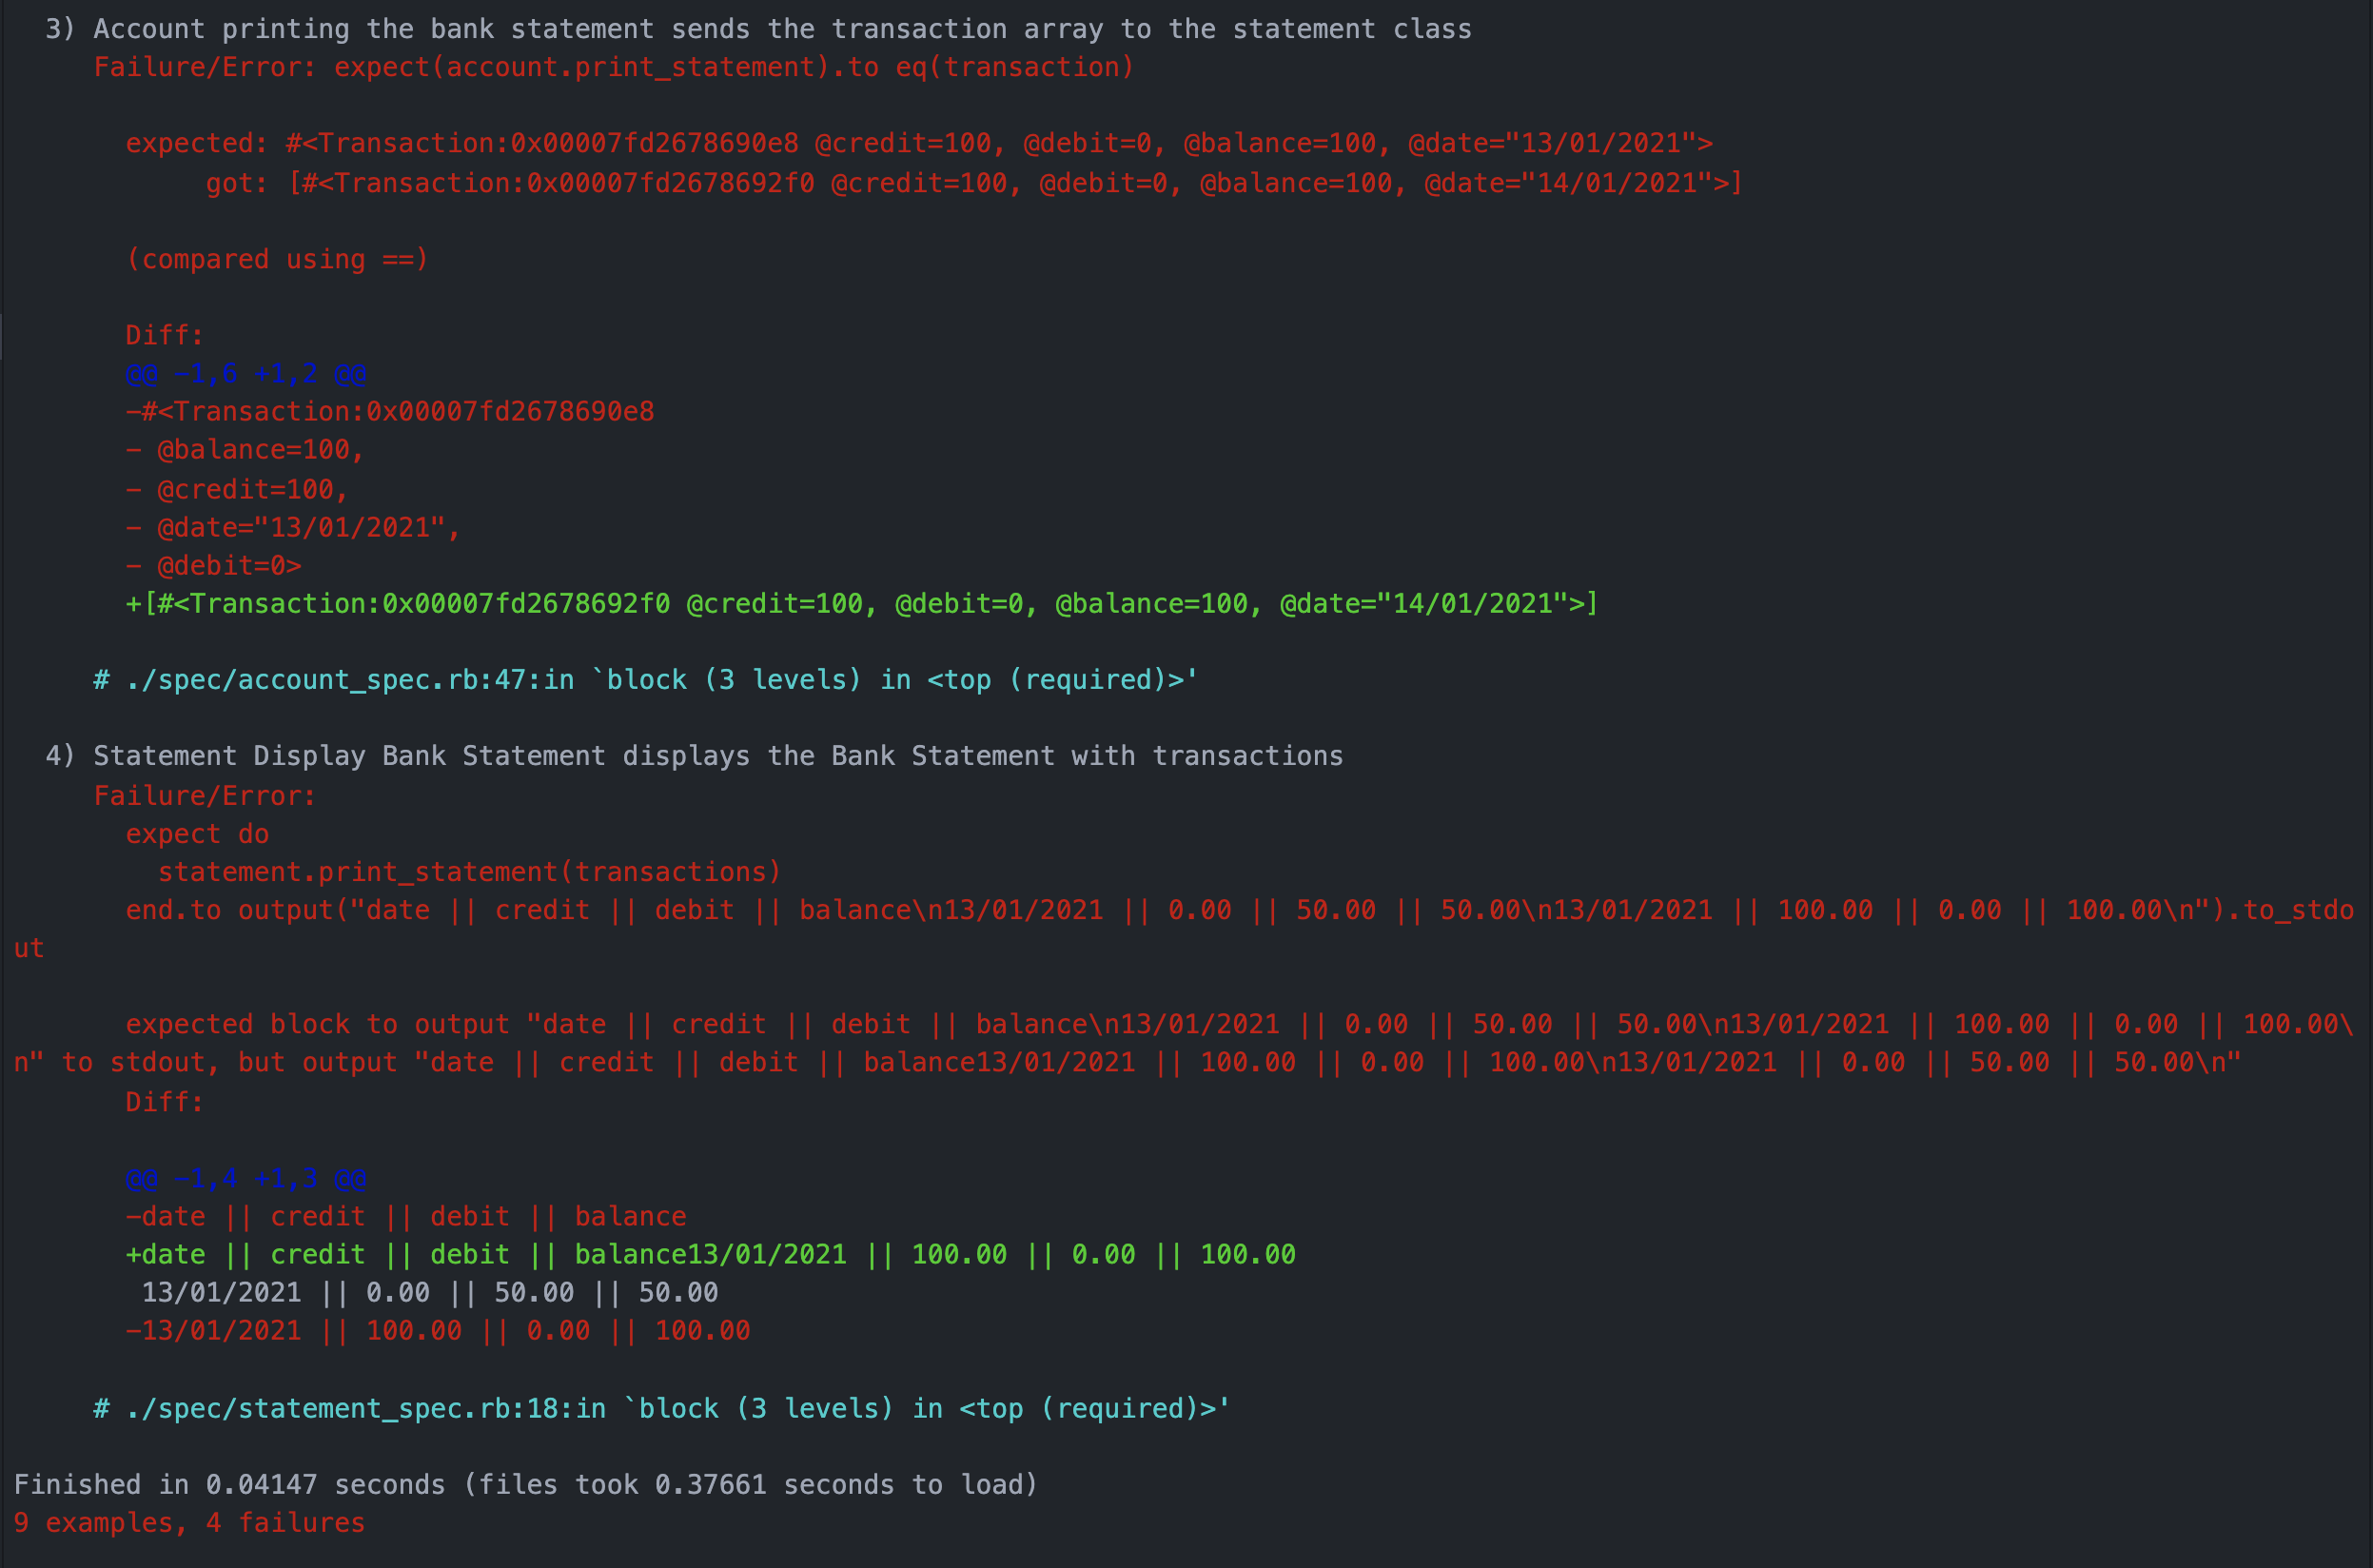 3) Account printing the bank statement sends the transaction array to the statement class
Failure/Error: expect(account.print_statement).to eq(transaction)
expected: #<Transaction:0x00007fd2678690e8 @credit=100, @debit=0, @balance=100, @date="13/01/2021">
got: [#<Transaction:0x00007fd2678692f0 @credit=100, @debit=0, @balance=100, @date="14/01/2021">]
(compared using ==)
Diff:
@@ -1,6 +1,2 @@
-#<Transaction:0x00007fd2678690e8
- @balance=100,
- @credit=100,
- @date="13/01/2021",
- @debit=0>
+[#<Transaction:0x00007fd2678692f0 @credit=100, @debit=0, @balance=100, @date="14/01/2021">]
# ./spec/account_spec.rb:47:in `block (3 levels) in <top (required)>'
4) Statement Display Bank Statement displays the Bank Statement with transactions
Failure/Error:
expect do
statement.print_statement(transactions)
end.to output("date || credit || debit || balance\n13/01/2021 || 0.00 || 50.00 || 50.00\n13/01/2021 || 100.00 || 0.00 || 100.00\n").to_stdo
ut
expected block to output "date || credit || debit || balance\n13/01/2021 || 0.00 || 50.00 || 50.00\n13/01/2021 || 100.00 || 0.00 || 100.00\
n" to stdout, but output "date || credit || debit || balance13/01/2021 || 100.00 || 0.00 || 100.00\n13/01/2021 || 0.00 || 50.00 || 50.00\n"
Diff:
@@ -1,4 +1,3 @@
-date || credit || debit || balance
+date || credit || debit || balance13/01/2021 || 100.00 || 0.00 || 100.00
13/01/2021 || 0.00 || 50.00 || 50.00
-13/01/2021 || 100.00 || 0.00 || 100.00
# ./spec/statement_spec.rb:18:in `block (3 levels) in <top (required)>'
Finished in 0.04147 seconds (files took 0.37661 seconds to load)
9 examples, 4 failures